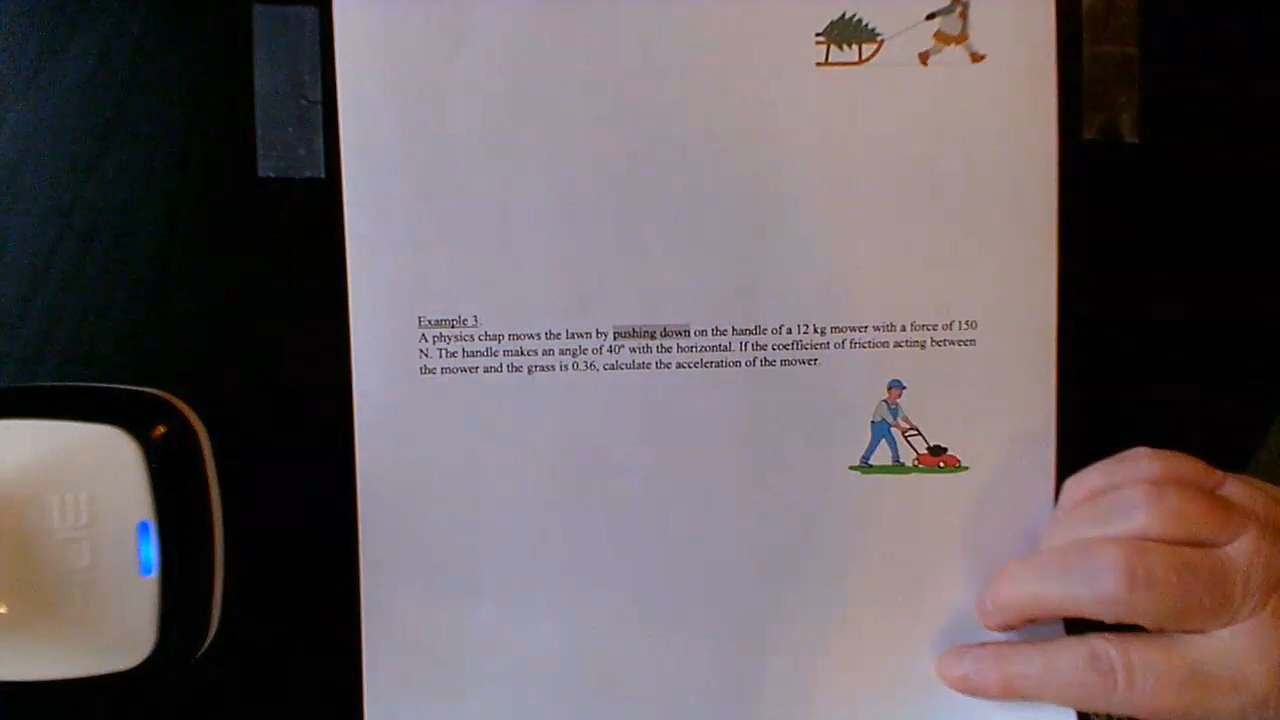 Example 3:
A physics chap mows the lawn by pushing down on the handle of a 12 kg mower with a force of 150
N. The handle makes an angle of 40° with the horizontal. If the coefficient of friction acting between
the mower and the grass is 0.36, calculate the acceleration of the mower.